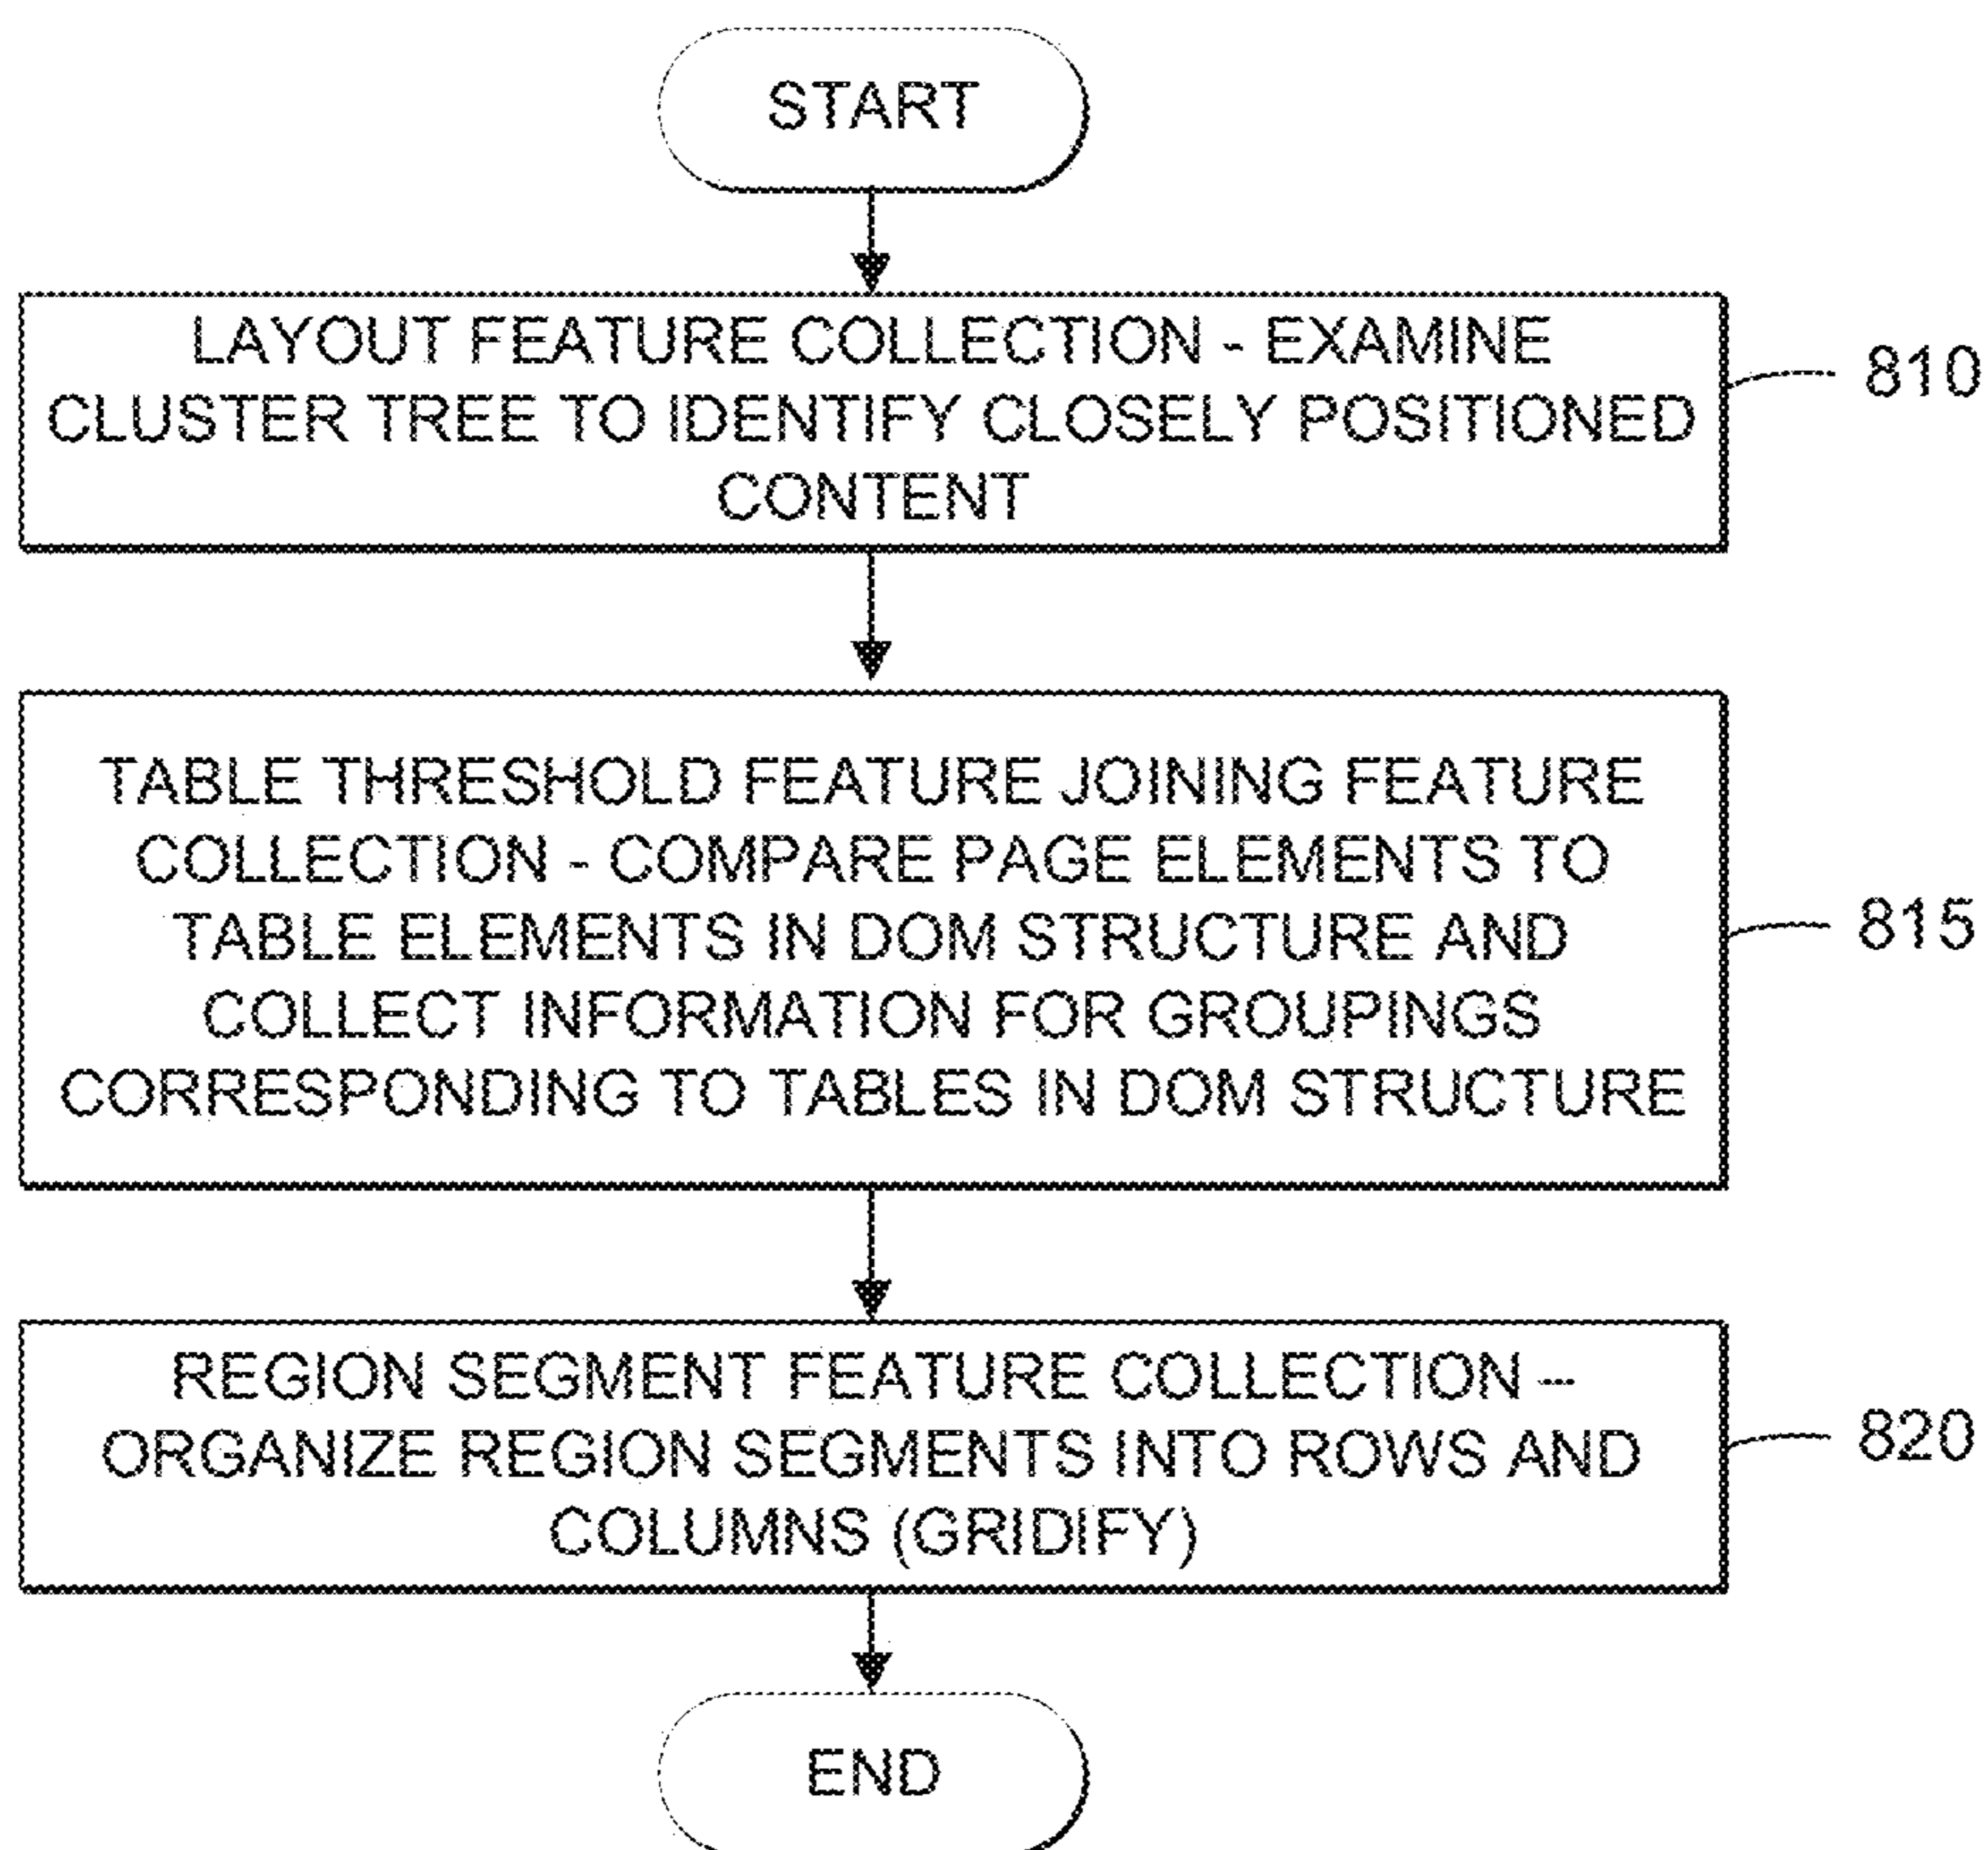 START
LAYOUT FEATURE COLLECTION - EXAMINE
CLUSTER TREE TO IDENTIFY CLOSELY POSITIONED
CONTENT
810
TABLE THRESHOLD FEATURE JOINING FEATURE
COLLECTION - COMPARE PAGE ELEMENTS TO
TABLE ELEMENTS IN DOM STRUCTURE AND
COLLECT INFORMATION FOR GROUPINGS
CORRESPONDING TO TABLES IN DOM STRUCTURE
815
REGION SEGMENT FEATURE COLLECTION –
ORGANIZE REGION SEGMENTS INTO ROWS AND
COLUMNS (GRIDIFY)
820
END